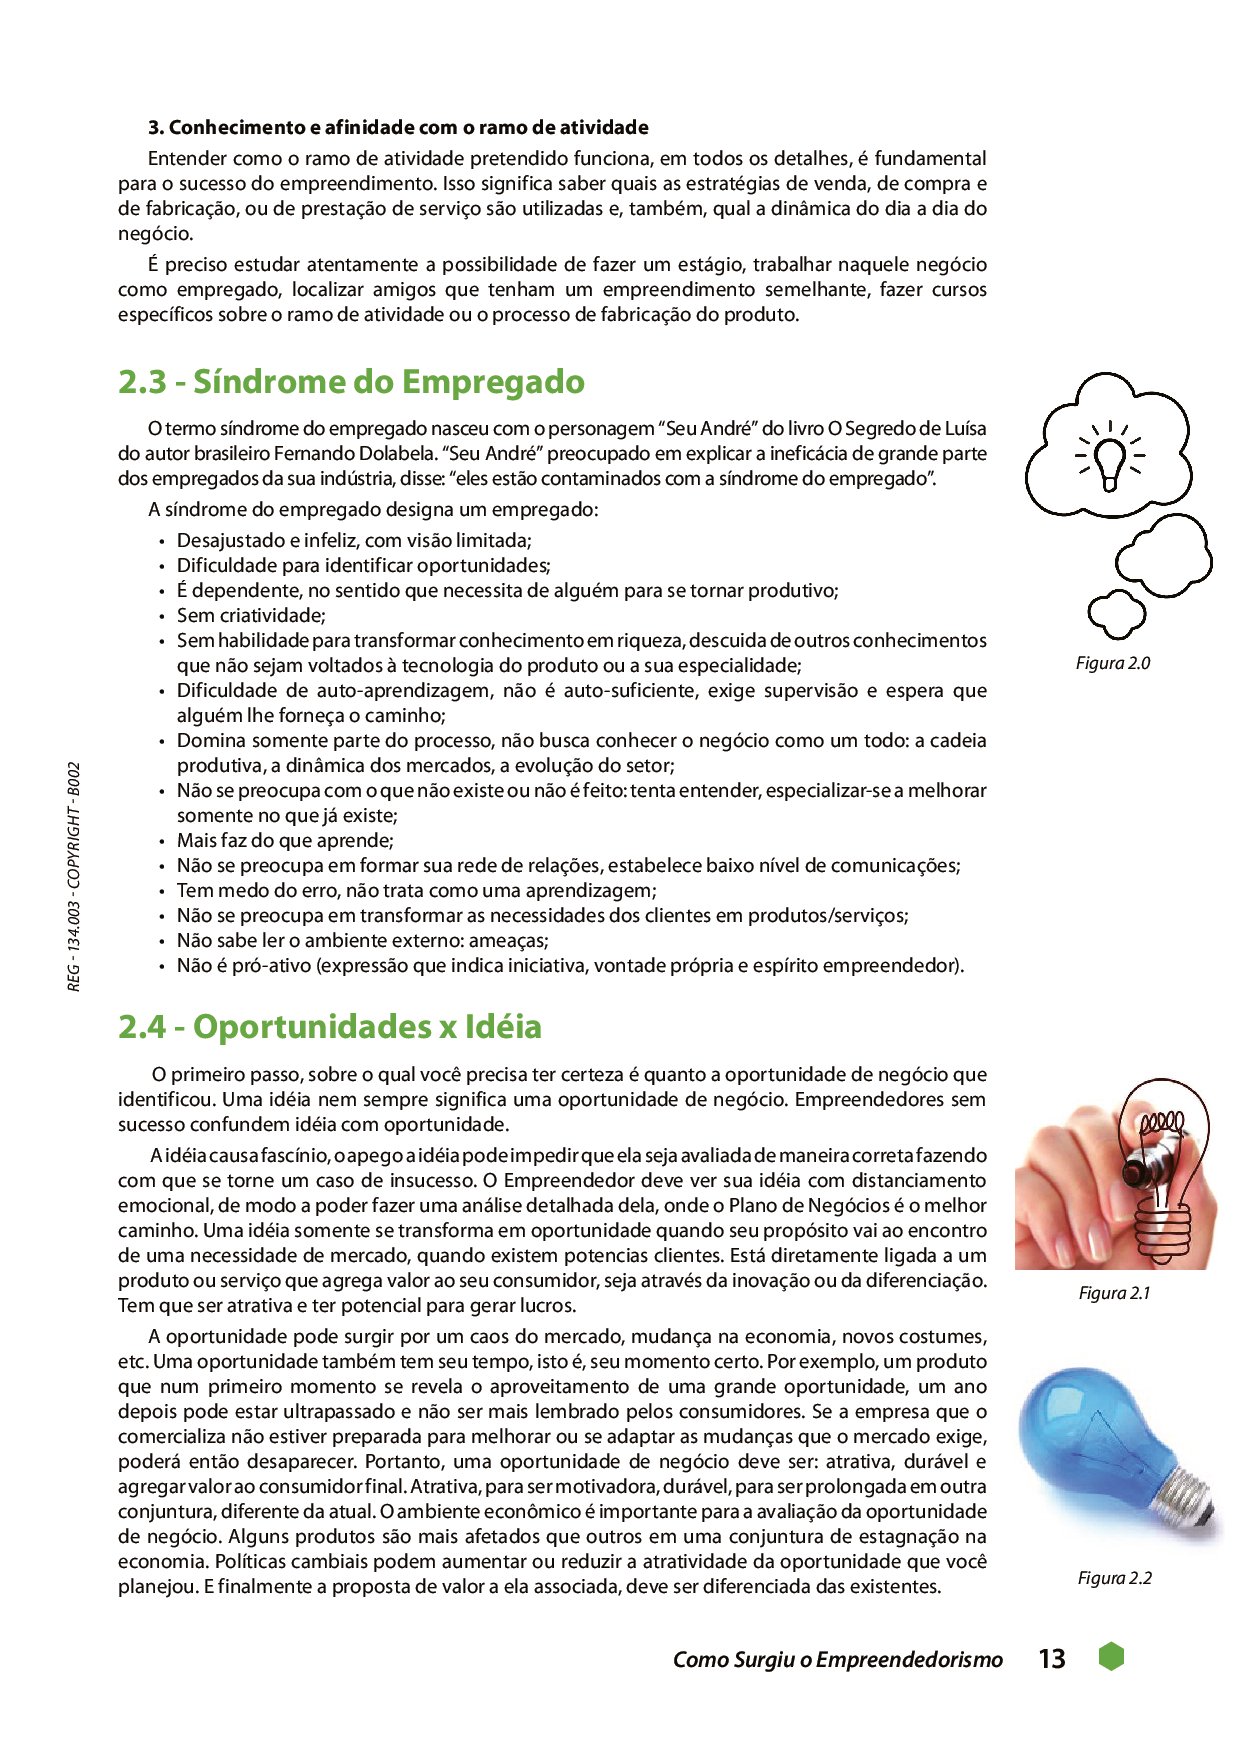 3. Conhecimento e afinidade com o ramo de atividade
Entender como o ramo de atividade pretendido funciona, em todos os detalhes, é fundamental
para o sucesso do empreendimento. Isso significa saber quais as estratégias de venda, de compra e
de fabricação, ou de prestação de serviço são utilizadas e, também, qual a dinâmica do dia a dia do
negócio.
É preciso estudar atentamente a possibilidade de fazer um estágio, trabalhar naquele negócio
como empregado, localizar amigos que tenham um empreendimento semelhante, fazer cursos
específicos sobre o ramo de atividade ou o processo de fabricação do produto.
2.3 - Síndrome do Empregado
O termo síndrome do empregado nasceu com o personagem “Seu André” do livro O Segredo de Luísa
do autor brasileiro Fernando Dolabela. “Seu André” preocupado em explicar a ineficácia de grande parte
dos empregados da sua indústria, disse: “eles estão contaminados com a síndrome do empregado”.
A síndrome do empregado designa um empregado:
• Desajustado e infeliz, com visão limitada;
• Dificuldade para identificar oportunidades;
• É dependente, no sentido que necessita de alguém para se tornar produtivo;
• Sem criatividade;
• Sem habilidade para transformar conhecimento em riqueza, descuida de outros conhecimentos
que não sejam voltados à tecnologia do produto ou a sua especialidade;
• Dificuldade de auto-aprendizagem, não é auto-suficiente, exige supervisão e espera que
alguém lhe forneça o caminho;
• Domina somente parte do processo, não busca conhecer o negócio como um todo: a cadeia
produtiva, a dinâmica dos mercados, a evolução do setor;
• Não se preocupa com o que não existe ou não é feito: tenta entender, especializar-se a melhorar
somente no que já existe;
• Mais faz do que aprende;
• Não se preocupa em formar sua rede de relações, estabelece baixo nível de comunicações;
• Tem medo do erro, não trata como uma aprendizagem;
• Não se preocupa em transformar as necessidades dos clientes em produtos/serviços;
• Não sabe ler o ambiente externo: ameaças;
• Não é pró-ativo (expressão que indica iniciativa, vontade própria e espírito empreendedor).
Figura 2.0
REG - 134.003 - COPYRIGHT - B002
2.4 - Oportunidades x Idéia
O primeiro passo, sobre o qual você precisa ter certeza é quanto a oportunidade de negócio que
identificou. Uma idéia nem sempre significa uma oportunidade de negócio. Empreendedores sem
sucesso confundem idéia com oportunidade.
A idéia causa fascínio, o apego a idéia pode impedir que ela seja avaliada de maneira correta fazendo
com que se torne um caso de insucesso. O Empreendedor deve ver sua idéia com distanciamento
emocional, de modo a poder fazer uma análise detalhada dela, onde o Plano de Negócios é o melhor
caminho. Uma idéia somente se transforma em oportunidade quando seu propósito vai ao encontro
de uma necessidade de mercado, quando existem potencias clientes. Está diretamente ligada a um
produto ou serviço que agrega valor ao seu consumidor, seja através da inovação ou da diferenciação.
Tem que ser atrativa e ter potencial para gerar lucros.
Figura 2.1
A oportunidade pode surgir por um caos do mercado, mudança na economia, novos costumes,
etc. Uma oportunidade também tem seu tempo, isto é, seu momento certo. Por exemplo, um produto
que num primeiro momento se revela o aproveitamento de uma grande oportunidade, um ano
depois pode estar ultrapassado e não ser mais lembrado pelos consumidores. Se a empresa que o
comercializa não estiver preparada para melhorar ou se adaptar as mudanças que o mercado exige,
poderá então desaparecer. Portanto, uma oportunidade de negócio deve ser: atrativa, durável e
agregar valor ao consumidor final. Atrativa, para ser motivadora, durável, para ser prolongada em outra
conjuntura, diferente da atual. O ambiente econômico é importante para a avaliação da oportunidade
de negócio. Alguns produtos são mais afetados que outros em uma conjuntura de estagnação na
economia. Políticas cambiais podem aumentar ou reduzir a atratividade da oportunidade que você
planejou. E finalmente a proposta de valor a ela associada, deve ser diferenciada das existentes.
Figura 2.2
Como Surgiu o Empreendedorismo 13